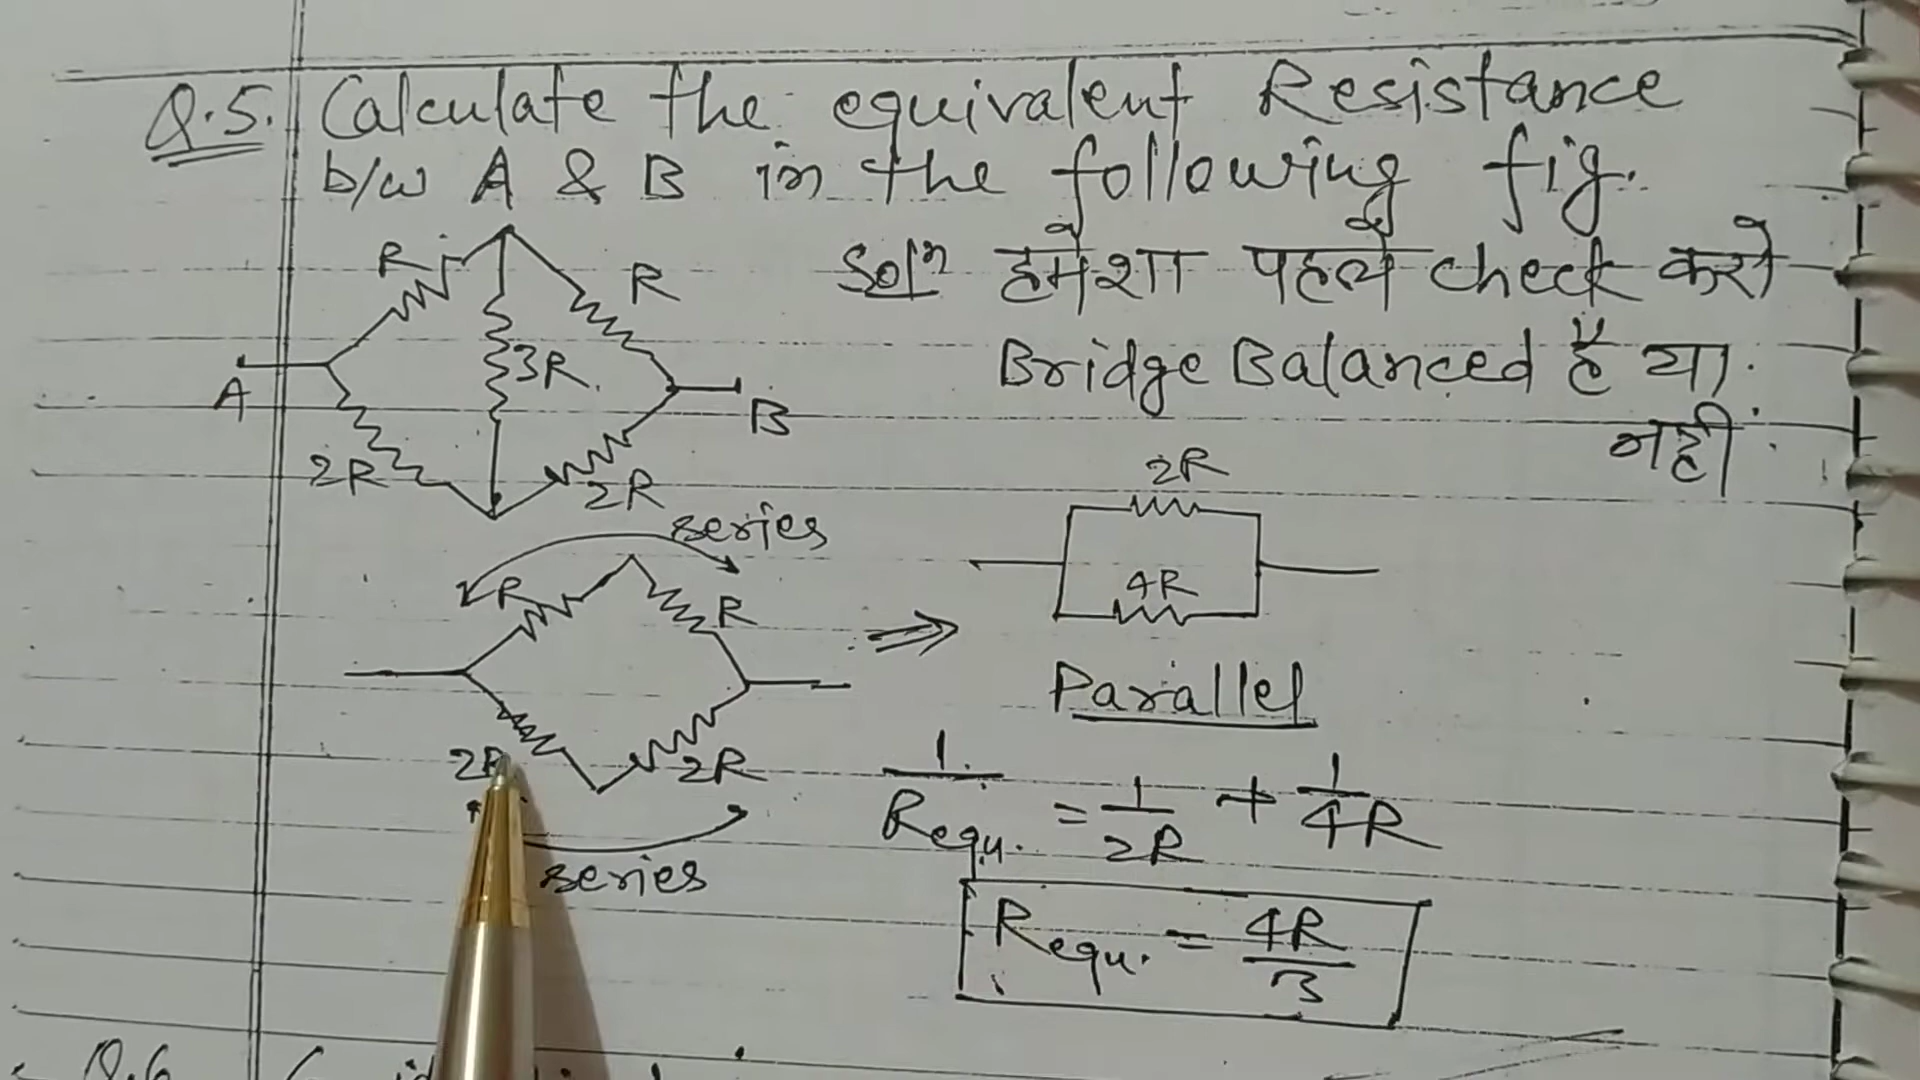 Q.5. Calculate the equivalent Resistance
b/w A & B in the following fig.
R
R
3R
A
B
2R
2R
Solⁿ हमेशा पहले check करो
Bridge Balanced है या
नहीं
series
R
R
2R
2R
series
⇒
2R
4R
Parallel
1/Requ. = 1/2R + 1/4R
Requ. = 4R/3
Q.6